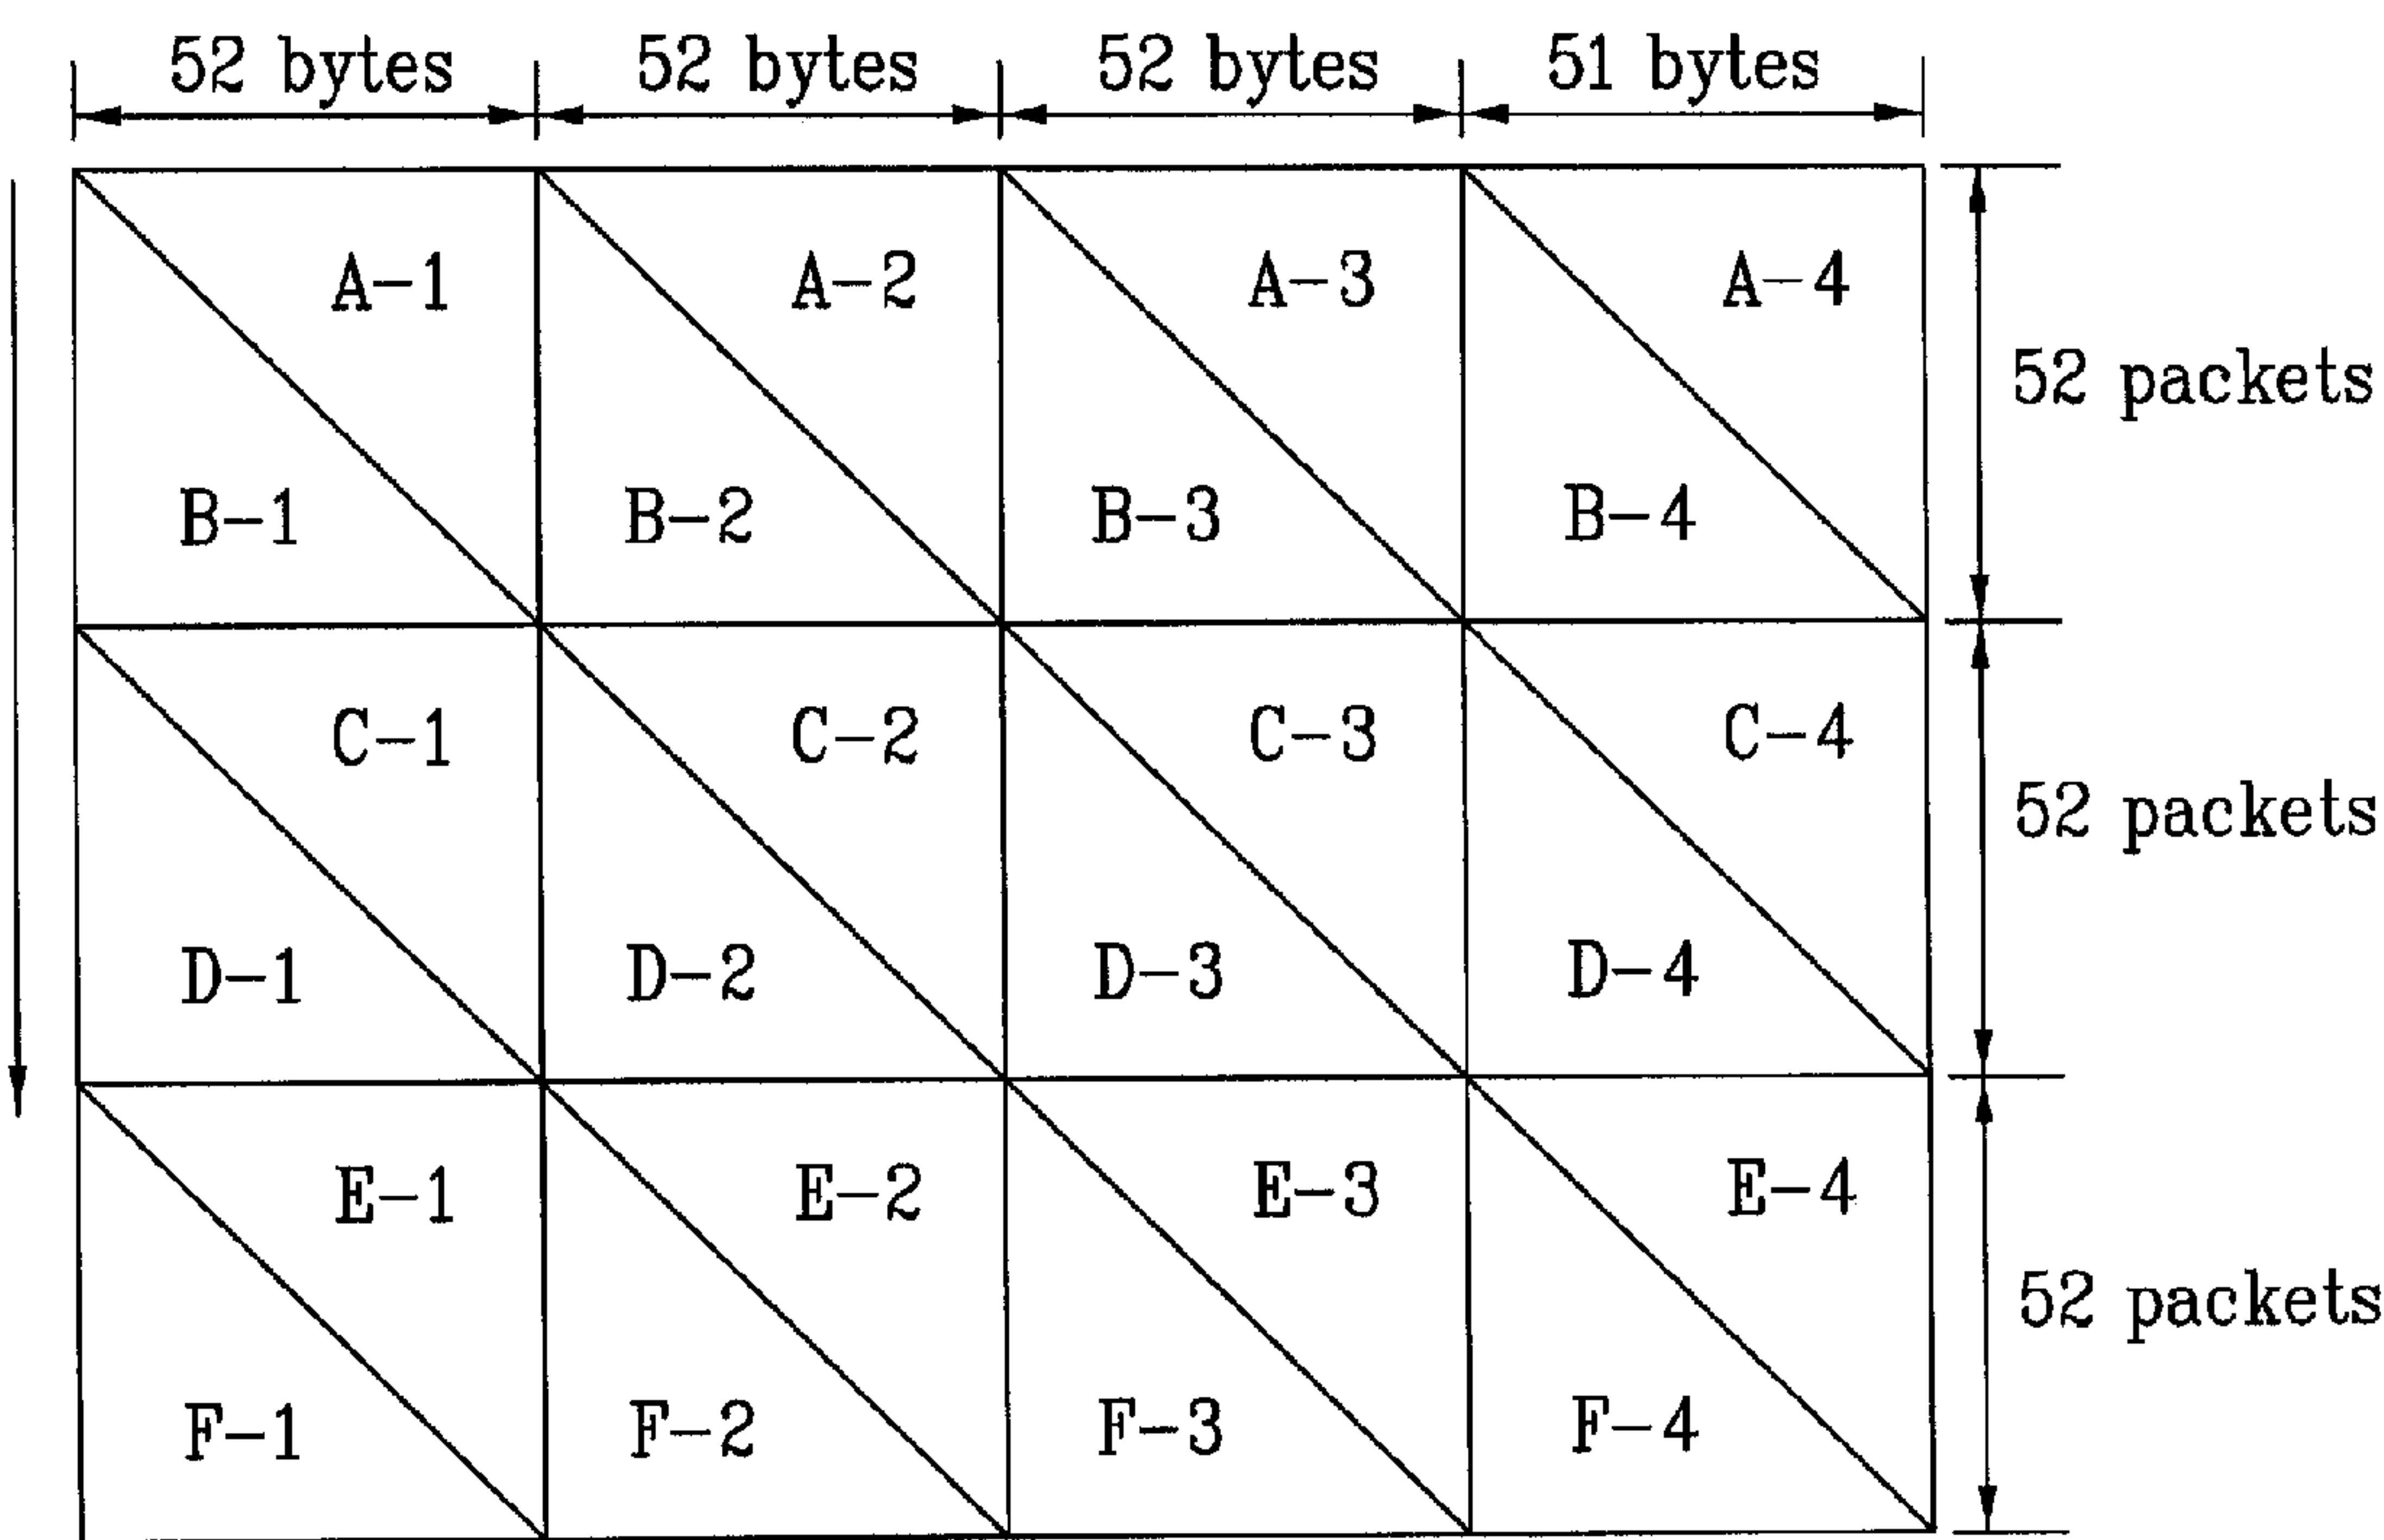 52 bytes 52 bytes 52 bytes 51 bytes
A-1 A-2 A-3 A-4
52 packets
B-1 B-2 B-3 B-4
C-1 C-2 C-3 C-4
52 packets
D-1 D-2 D-3 D-4
E-1 E-2 E-3 E-4
52 packets
F-1 F-2 F-3 F-4